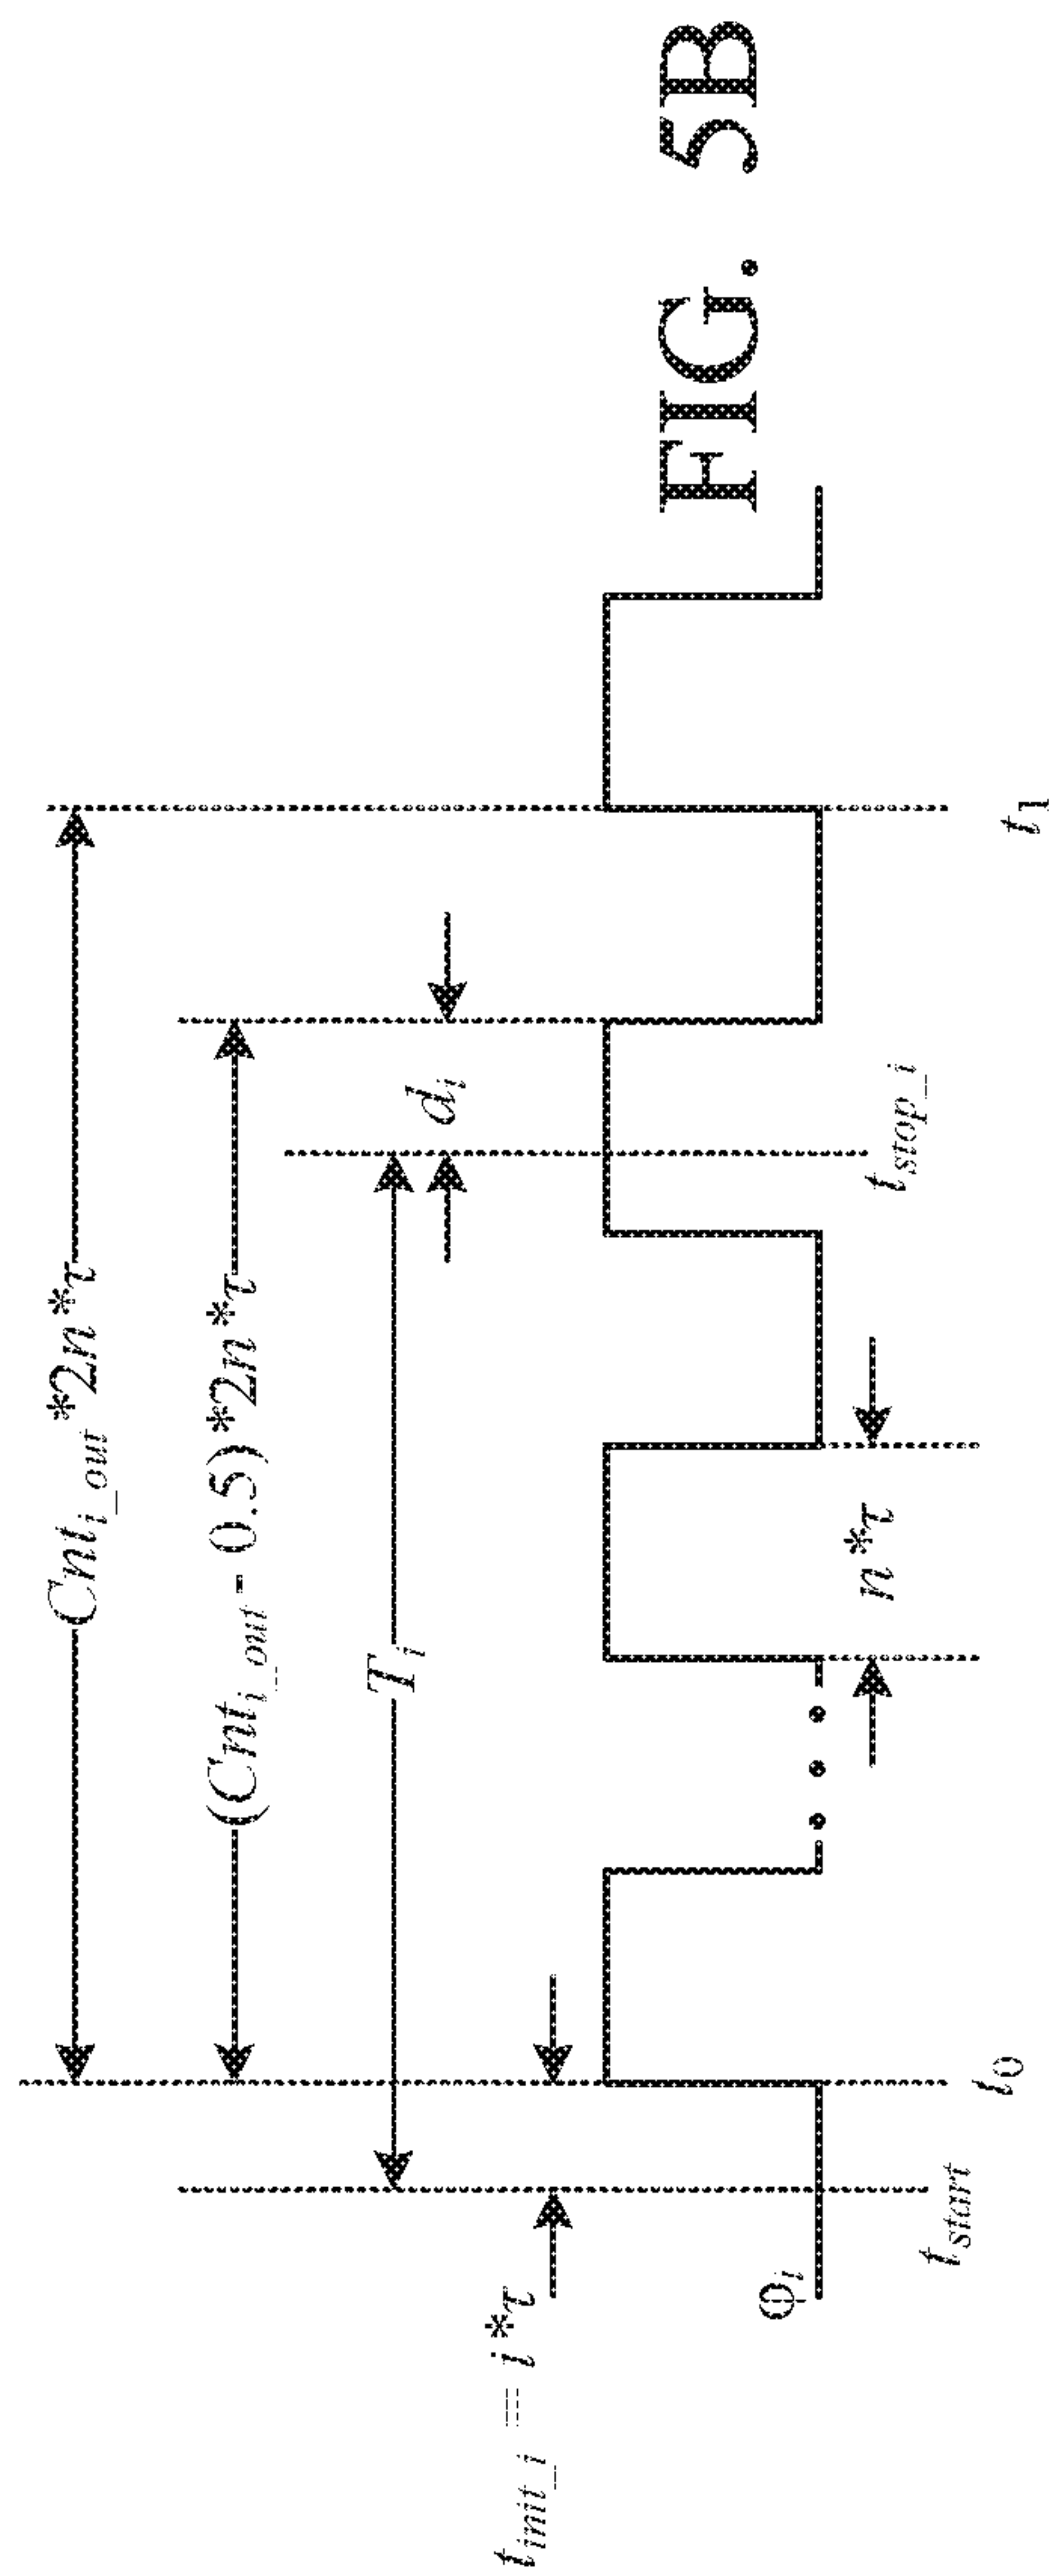 Cnt_{i_out}*2n*τ
(Cnt_{i_out} - 0.5)*2n*τ
T_i
d_i
t_{init_i} = i*τ
φ_i
n*τ
t_{stop_i}
t_{start}
t_0
t_1
FIG. 5B